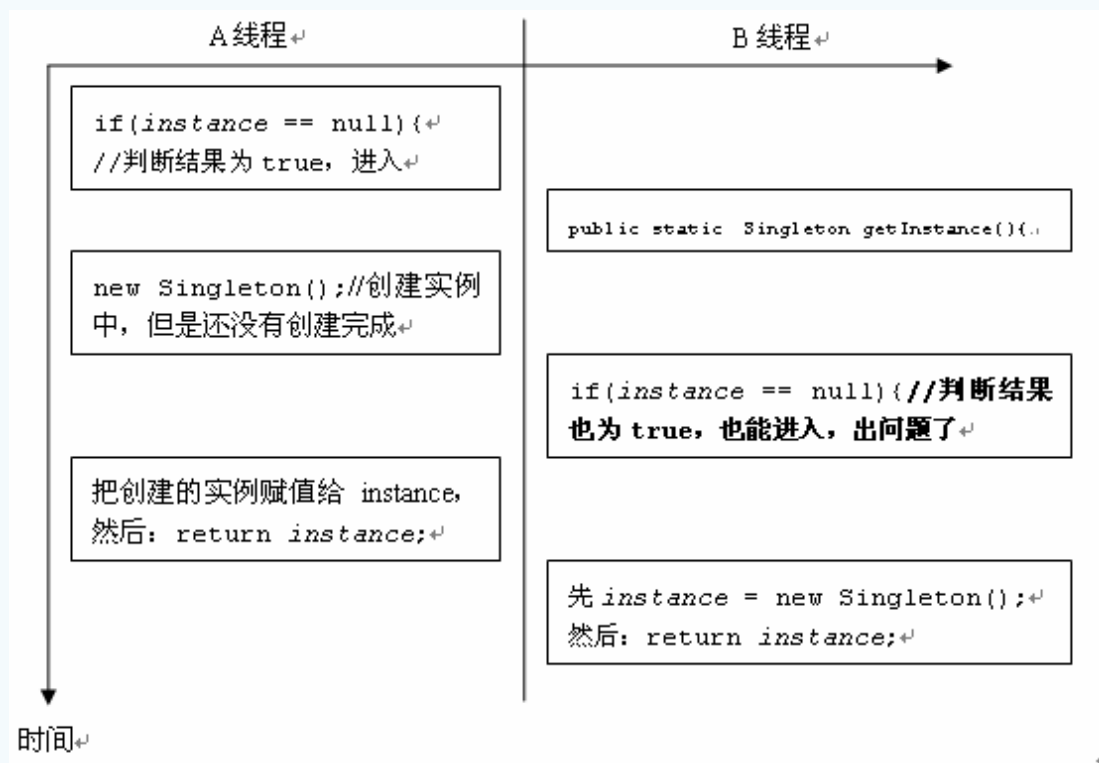 A线程
B 线程
if(instance == null){
//判断结果为 true，进入
public static Singleton getInstance(){
new Singleton();//创建实例
中，但是还没有创建完成
if(instance == null){//判断结果
也为 true，也能进入，出问题了
把创建的实例赋值给 instance，
然后：return instance;
先 instance = new Singleton();
然后：return instance;
时间